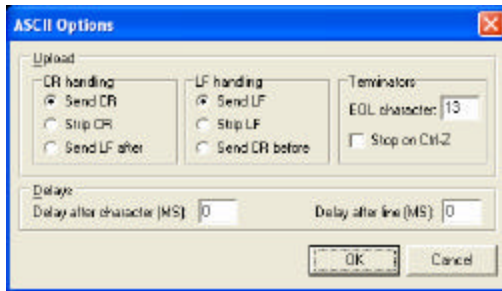 ASCII Options
Upload
CR handling
Send CR
Strip CR
Send LF after
LF handling
Send LF
Strip LF
Send CR before
Terminators
EOL character: 13
Stop on Ctrl-Z
Delays
Delay after character (MS): 0
Delay after line (MS): 0
OK
Cancel